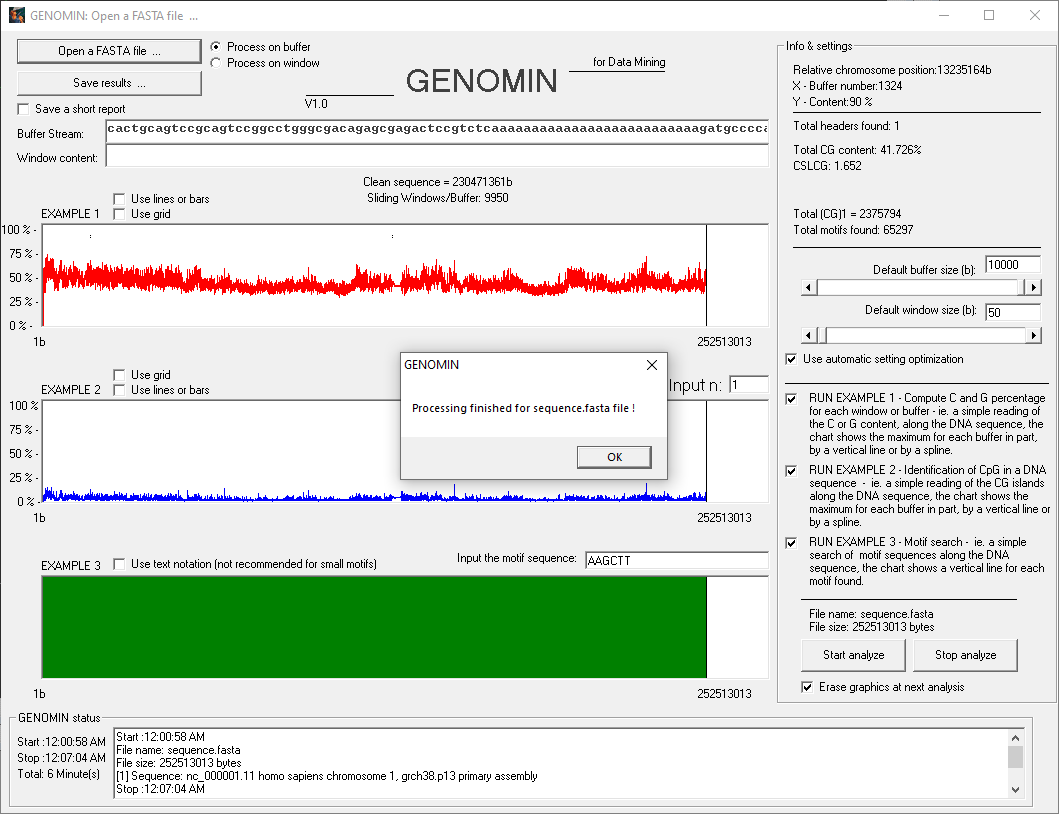 GENOMIN: Open a FASTA file ...
Open a FASTA file ...
Process on buffer
Process on window
Save results ...
Save a short report
V1.0
GENOMIN
for Data Mining
Buffer Stream:
cactgcagtccgcagtccggcctgggcgacagagcgagactccgtctcaaaaaaaaaaaaaaaaaaaaaaaaaaagatgcccca
Window content:
Clean sequence = 230471361b
Sliding Windows/Buffer: 9950
Use lines or bars
EXAMPLE 1
Use grid
100 % -
75 % -
50 % -
25 % -
0 % -
1b
252513013
Use grid
EXAMPLE 2
Use lines or bars
Input n:
1
100 %
75 % -
50 % -
25 % -
0 % -
1b
252513013
GENOMIN
Processing finished for sequence.fasta file !
OK
EXAMPLE 3
Use text notation (not recommended for small motifs)
Input the motif sequence:
AAGCTT
1b
252513013
Info & settings
Relative chromosome position:13235164b
X - Buffer number:1324
Y - Content:90 %
Total headers found: 1
Total CG content: 41.726%
CSLCG: 1.652
Total (CG)1 = 2375794
Total motifs found: 65297
Default buffer size (b):
10000
Default window size (b):
50
Use automatic setting optimization
RUN EXAMPLE 1 - Compute C and G percentage
for each window or buffer - ie. a simple reading of
the C or G content, along the DNA sequence, the
chart shows the maximum for each buffer in part,
by a vertical line or by a spline.
RUN EXAMPLE 2 - Identification of CpG in a DNA
sequence - ie. a simple reading of the CG islands
along the DNA sequence, the chart shows the
maximum for each buffer in part, by a vertical line or
by a spline.
RUN EXAMPLE 3 - Motif search - ie. a simple
search of motif sequences along the DNA
sequence, the chart shows a vertical line for each
motif found.
File name: sequence.fasta
File size: 252513013 bytes
Start analyze
Stop analyze
Erase graphics at next analysis
GENOMIN status
Start :12:00:58 AM
Stop :12:07:04 AM
Total: 6 Minute(s)
Start :12:00:58 AM
File name: sequence.fasta
File size: 252513013 bytes
[1] Sequence: nc_000001.11 homo sapiens chromosome 1, grch38.p13 primary assembly
Stop :12:07:04 AM